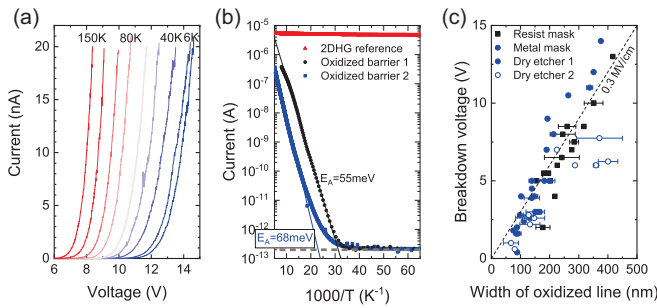 (a)
150K 80K 40K 6K
Current (nA)
20
15
10
5
0
6 8 10 12 14
Voltage (V)
(b)
2DHG reference
Oxidized barrier 1
Oxidized barrier 2
E_A=55meV
E_A=68meV
Current (A)
10^-5
10^-6
10^-7
10^-8
10^-9
10^-10
10^-11
10^-12
10^-13
20 40 60
1000/T (K^-1)
(c)
Resist mask
Metal mask
Dry etcher 1
Dry etcher 2
0.3 MV/cm
Breakdown voltage (V)
15
10
5
0
0 100 200 300 400 500
Width of oxidized line (nm)